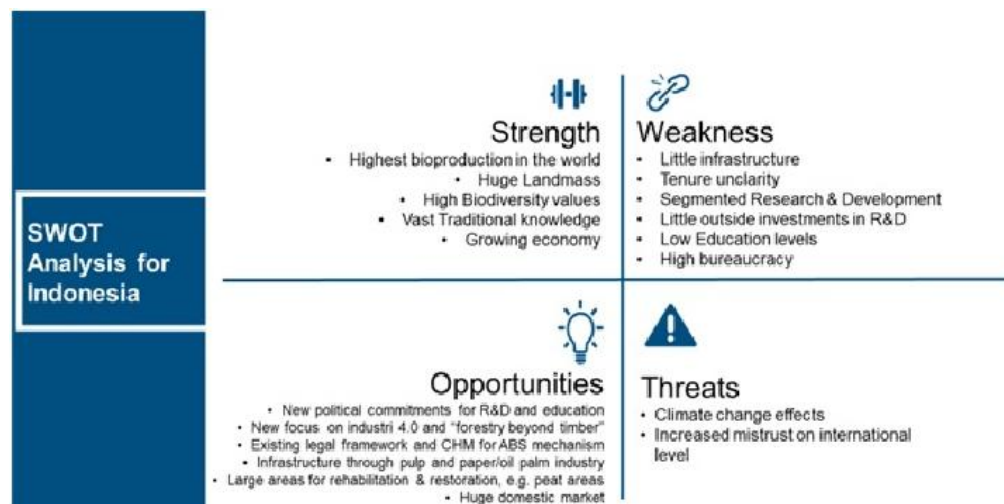 SWOT
Analysis for
Indonesia
Strength
• Highest bioproduction in the world
• Huge Landmass
• High Biodiversity values
• Vast Traditional knowledge
• Growing economy
Weakness
• Little infrastructure
• Tenure unclarity
• Segmented Research & Development
• Little outside investments in R&D
• Low Education levels
• High bureaucracy
Opportunities
• New political commitments for R&D and education
• New focus on industri 4.0 and "forestry beyond timber"
• Existing legal framework and CHM for ABS mechanism
• Infrastructure through pulp and paper/oil palm industry
• Large areas for rehabilitation & restoration, e.g. peat areas
• Huge domestic market
Threats
• Climate change effects
• Increased mistrust on international
level